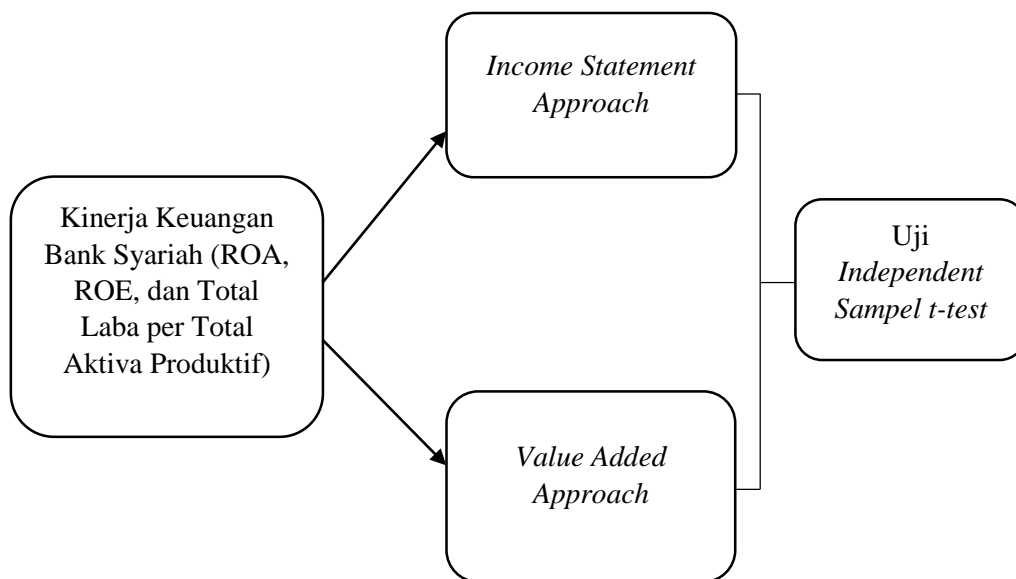 Income Statement
Approach
Kinerja Keuangan
Bank Syariah (ROA,
ROE, dan Total
Laba per Total
Aktiva Produktif)
Uji
Independent
Sampel t-test
Value Added
Approach